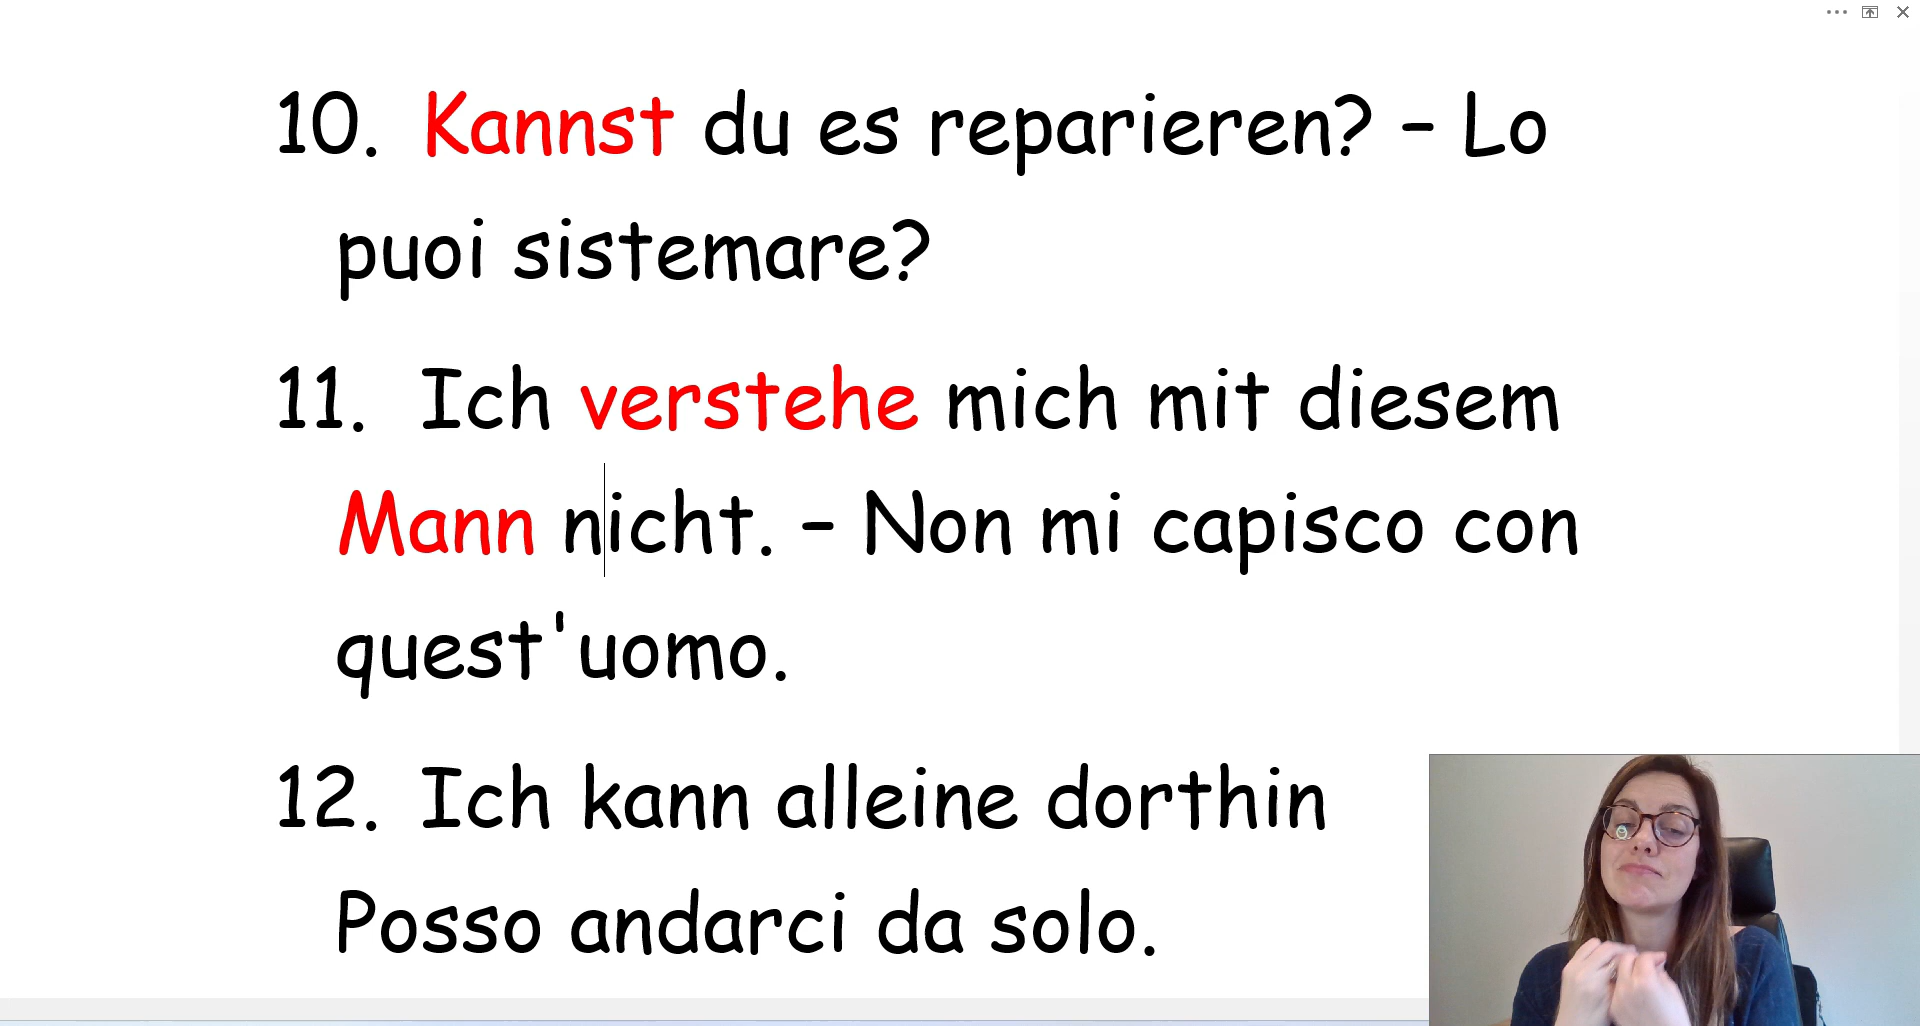 10. Kannst du es reparieren? – Lo
puoi sistemare?
11. Ich verstehe mich mit diesem
Mann nicht. – Non mi capisco con
quest'uomo.
12. Ich kann alleine dorthin
Posso andarci da solo.